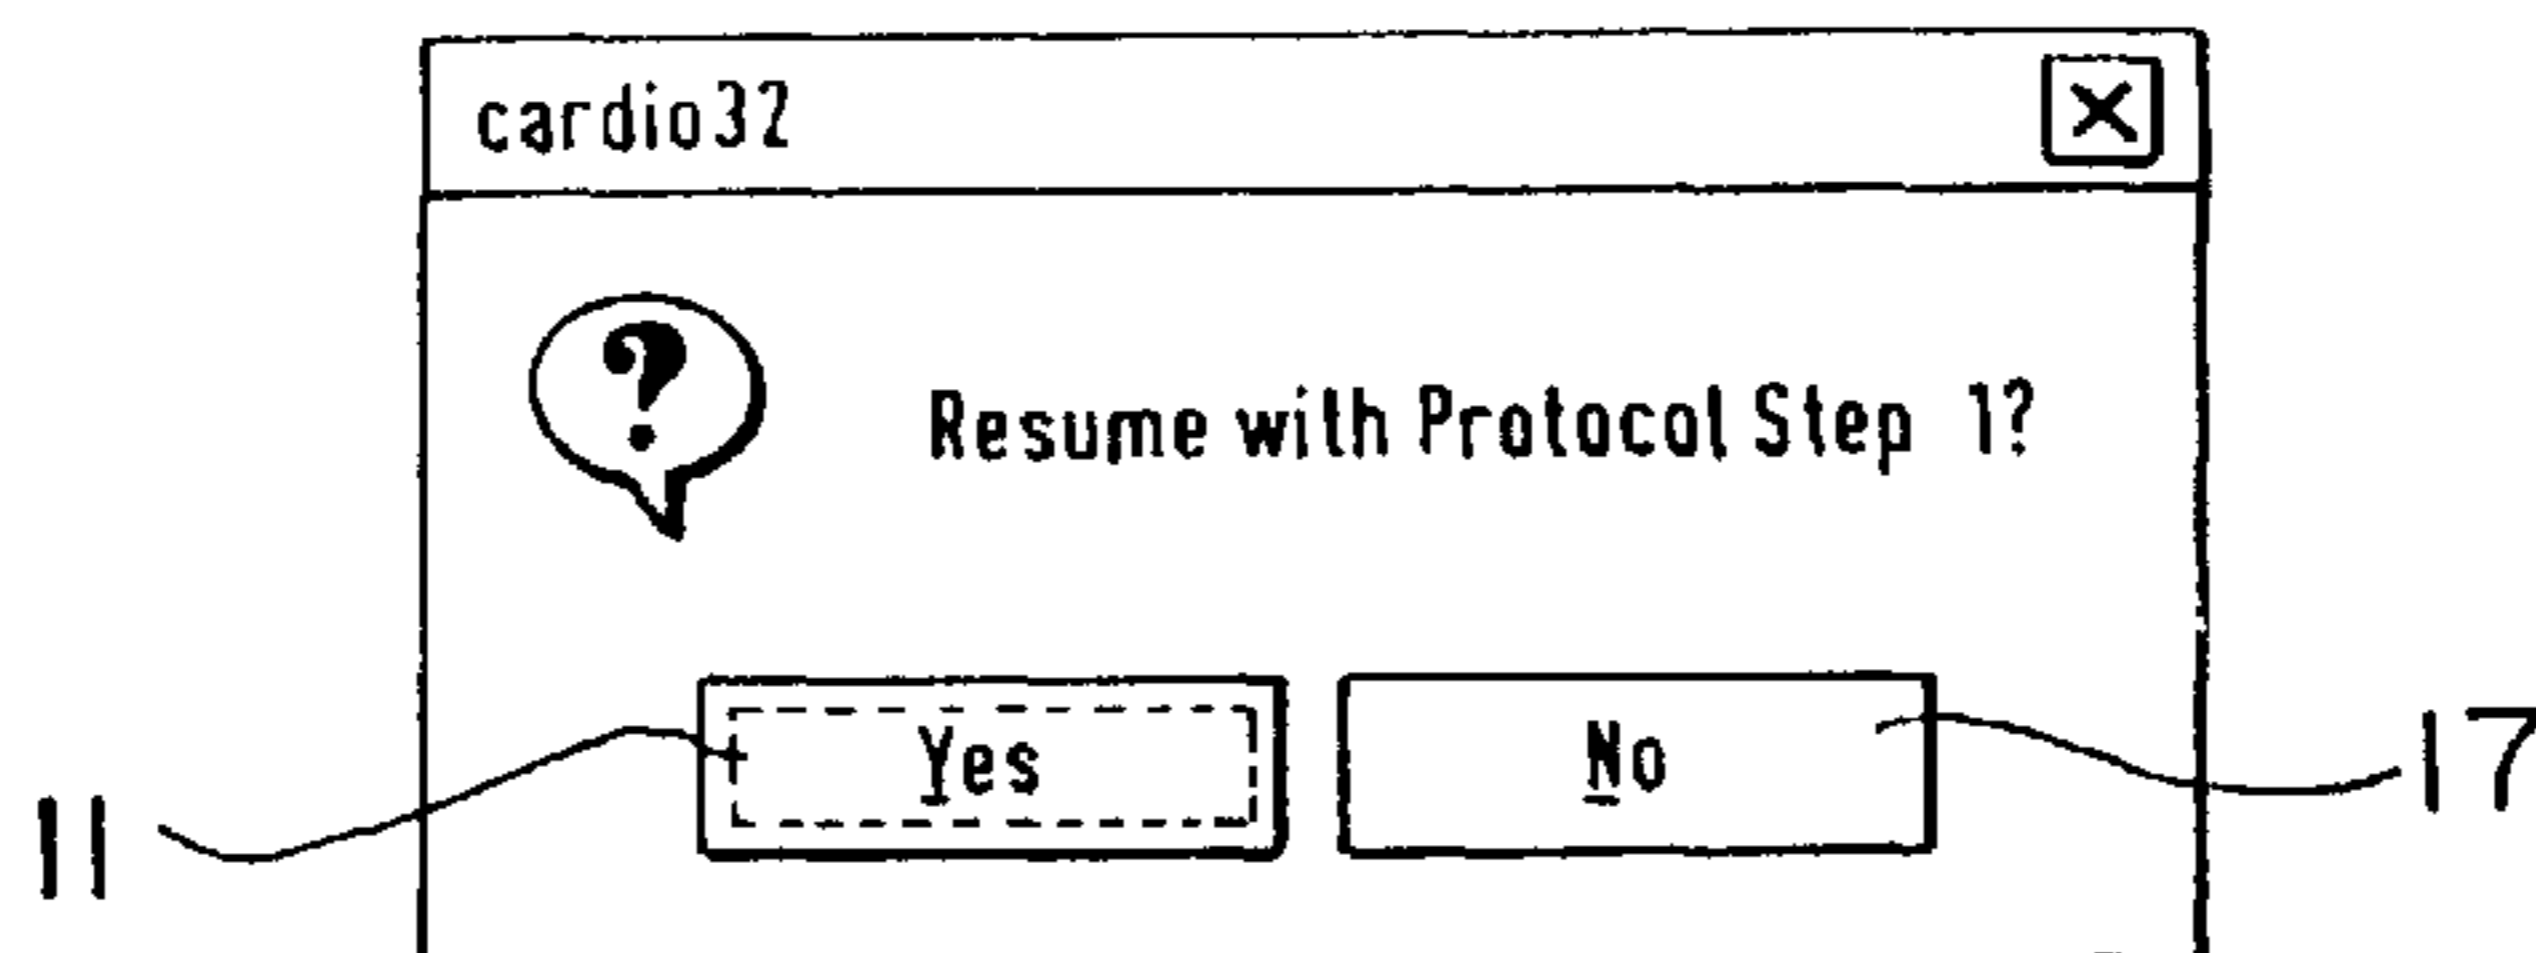 cardio32
?
Resume with Protocol Step 1?
Yes No
11
17